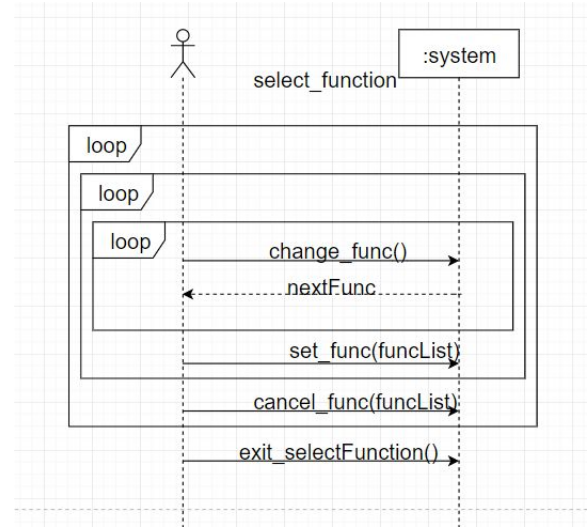 :system
select_function
loop
loop
loop
change_func()
nextFunc
set_func(funcList)
cancel_func(funcList)
exit_selectFunction()